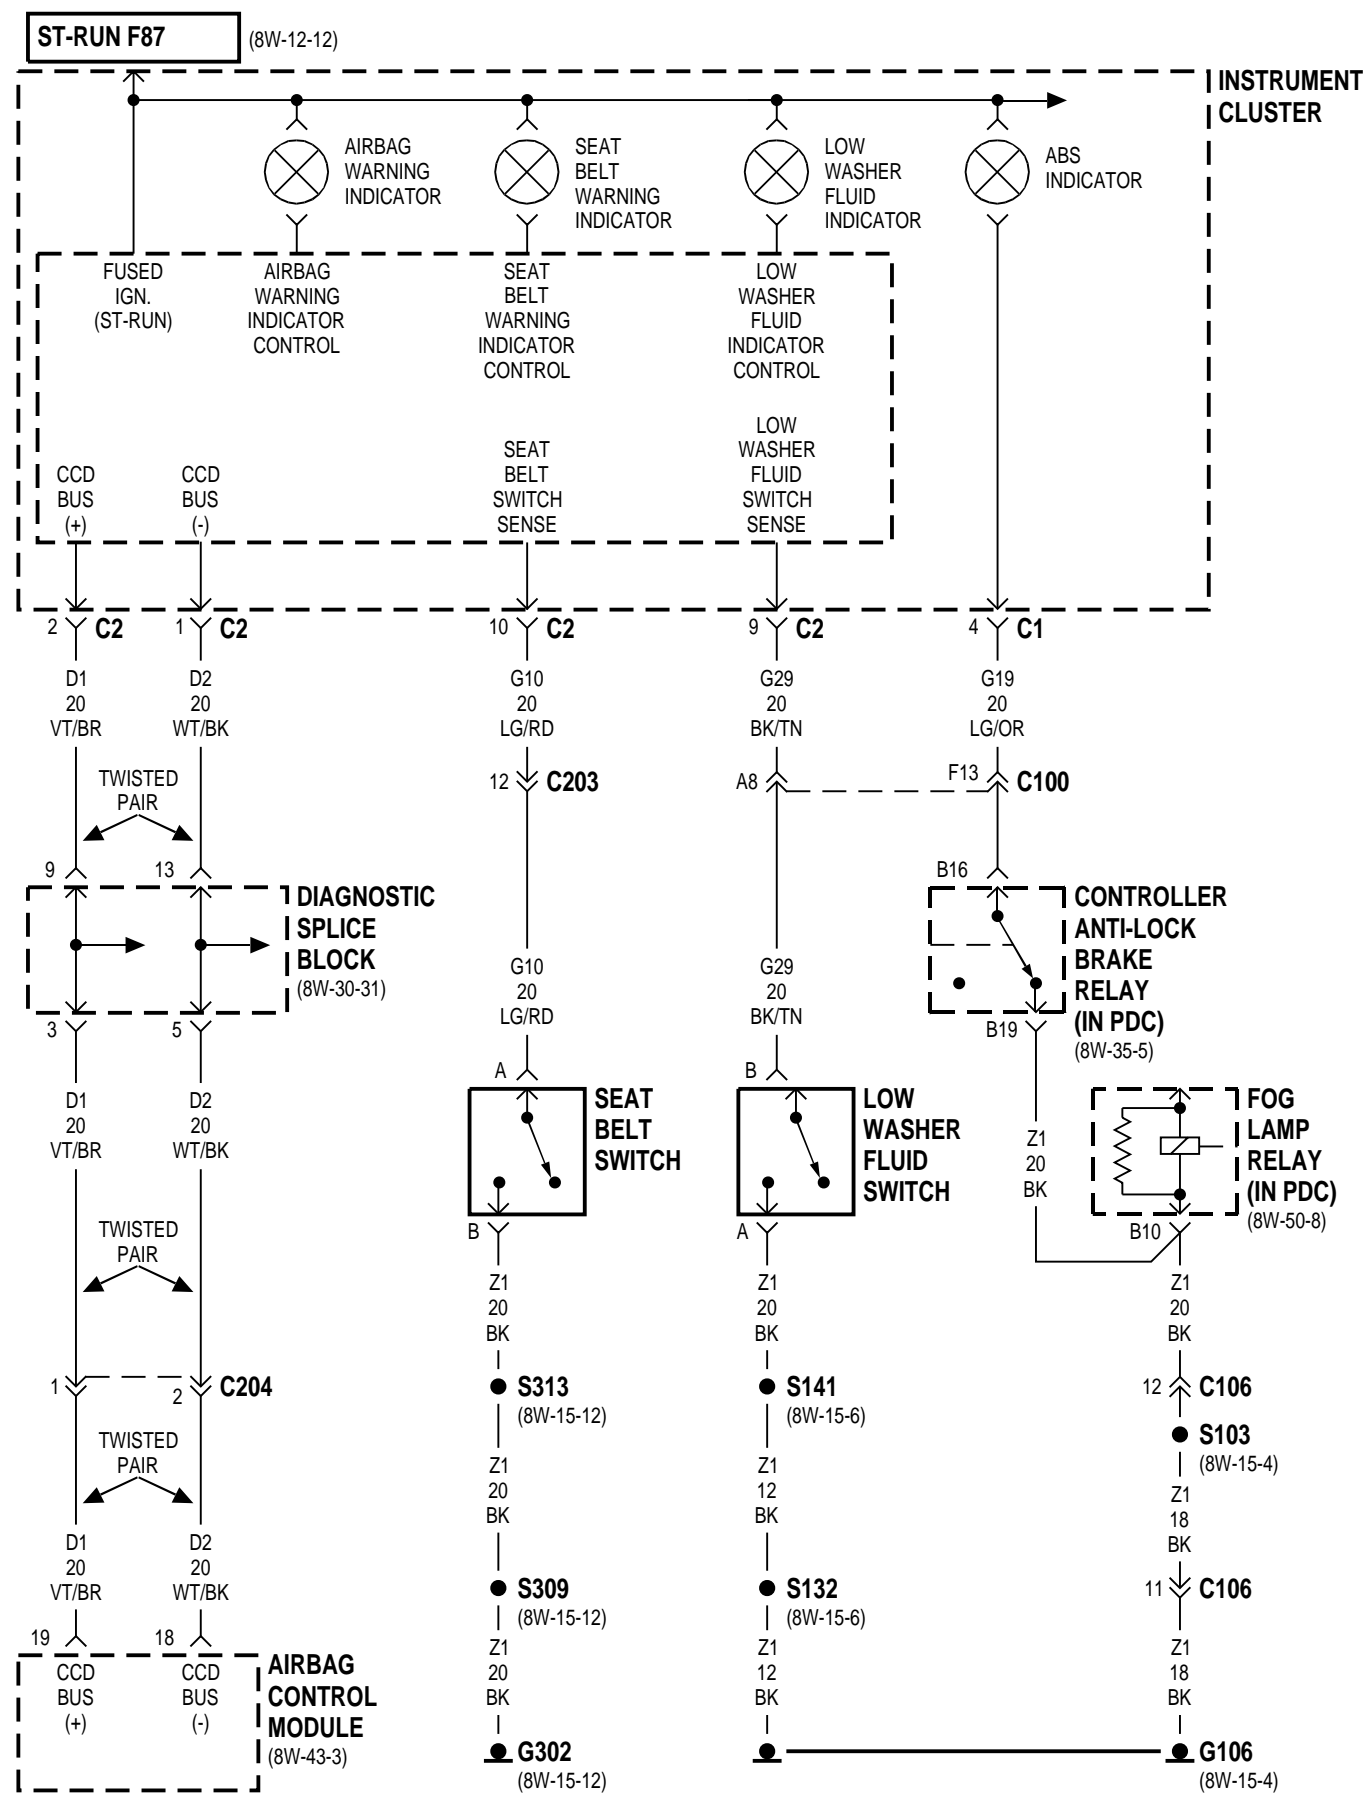 ST-RUN F87
(8W-12-12)
INSTRUMENT
CLUSTER
AIRBAG
WARNING
INDICATOR
SEAT
BELT
WARNING
INDICATOR
LOW
WASHER
FLUID
INDICATOR
ABS
INDICATOR
FUSED
IGN.
(ST-RUN)
AIRBAG
WARNING
INDICATOR
CONTROL
SEAT
BELT
WARNING
INDICATOR
CONTROL
LOW
WASHER
FLUID
INDICATOR
CONTROL
CCD
BUS
(+)
CCD
BUS
(-)
SEAT
BELT
SWITCH
SENSE
LOW
WASHER
FLUID
SWITCH
SENSE
2 C2
1 C2
10 C2
9 C2
4 C1
D1
20
VT/BR
D2
20
WT/BK
G10
20
LG/RD
G29
20
BK/TN
G19
20
LG/OR
TWISTED
PAIR
12 C203
A8
F13 C100
9
13
DIAGNOSTIC
SPLICE
BLOCK
(8W-30-31)
3
5
G10
20
LG/RD
G29
20
BK/TN
B16
CONTROLLER
ANTI-LOCK
BRAKE
RELAY
(IN PDC)
(8W-35-5)
B19
D1
20
VT/BR
D2
20
WT/BK
A
SEAT
BELT
SWITCH
B
B
LOW
WASHER
FLUID
SWITCH
A
Z1
20
BK
FOG
LAMP
RELAY
(IN PDC)
(8W-50-8)
B10
TWISTED
PAIR
Z1
20
BK
Z1
20
BK
Z1
20
BK
1
2 C204
S313
(8W-15-12)
S141
(8W-15-6)
12 C106
S103
(8W-15-4)
TWISTED
PAIR
Z1
20
BK
Z1
12
BK
Z1
18
BK
D1
20
VT/BR
D2
20
WT/BK
S309
(8W-15-12)
S132
(8W-15-6)
11 C106
19
18
CCD
BUS
(+)
CCD
BUS
(-)
AIRBAG
CONTROL
MODULE
(8W-43-3)
Z1
20
BK
Z1
12
BK
Z1
18
BK
G302
(8W-15-12)
G106
(8W-15-4)